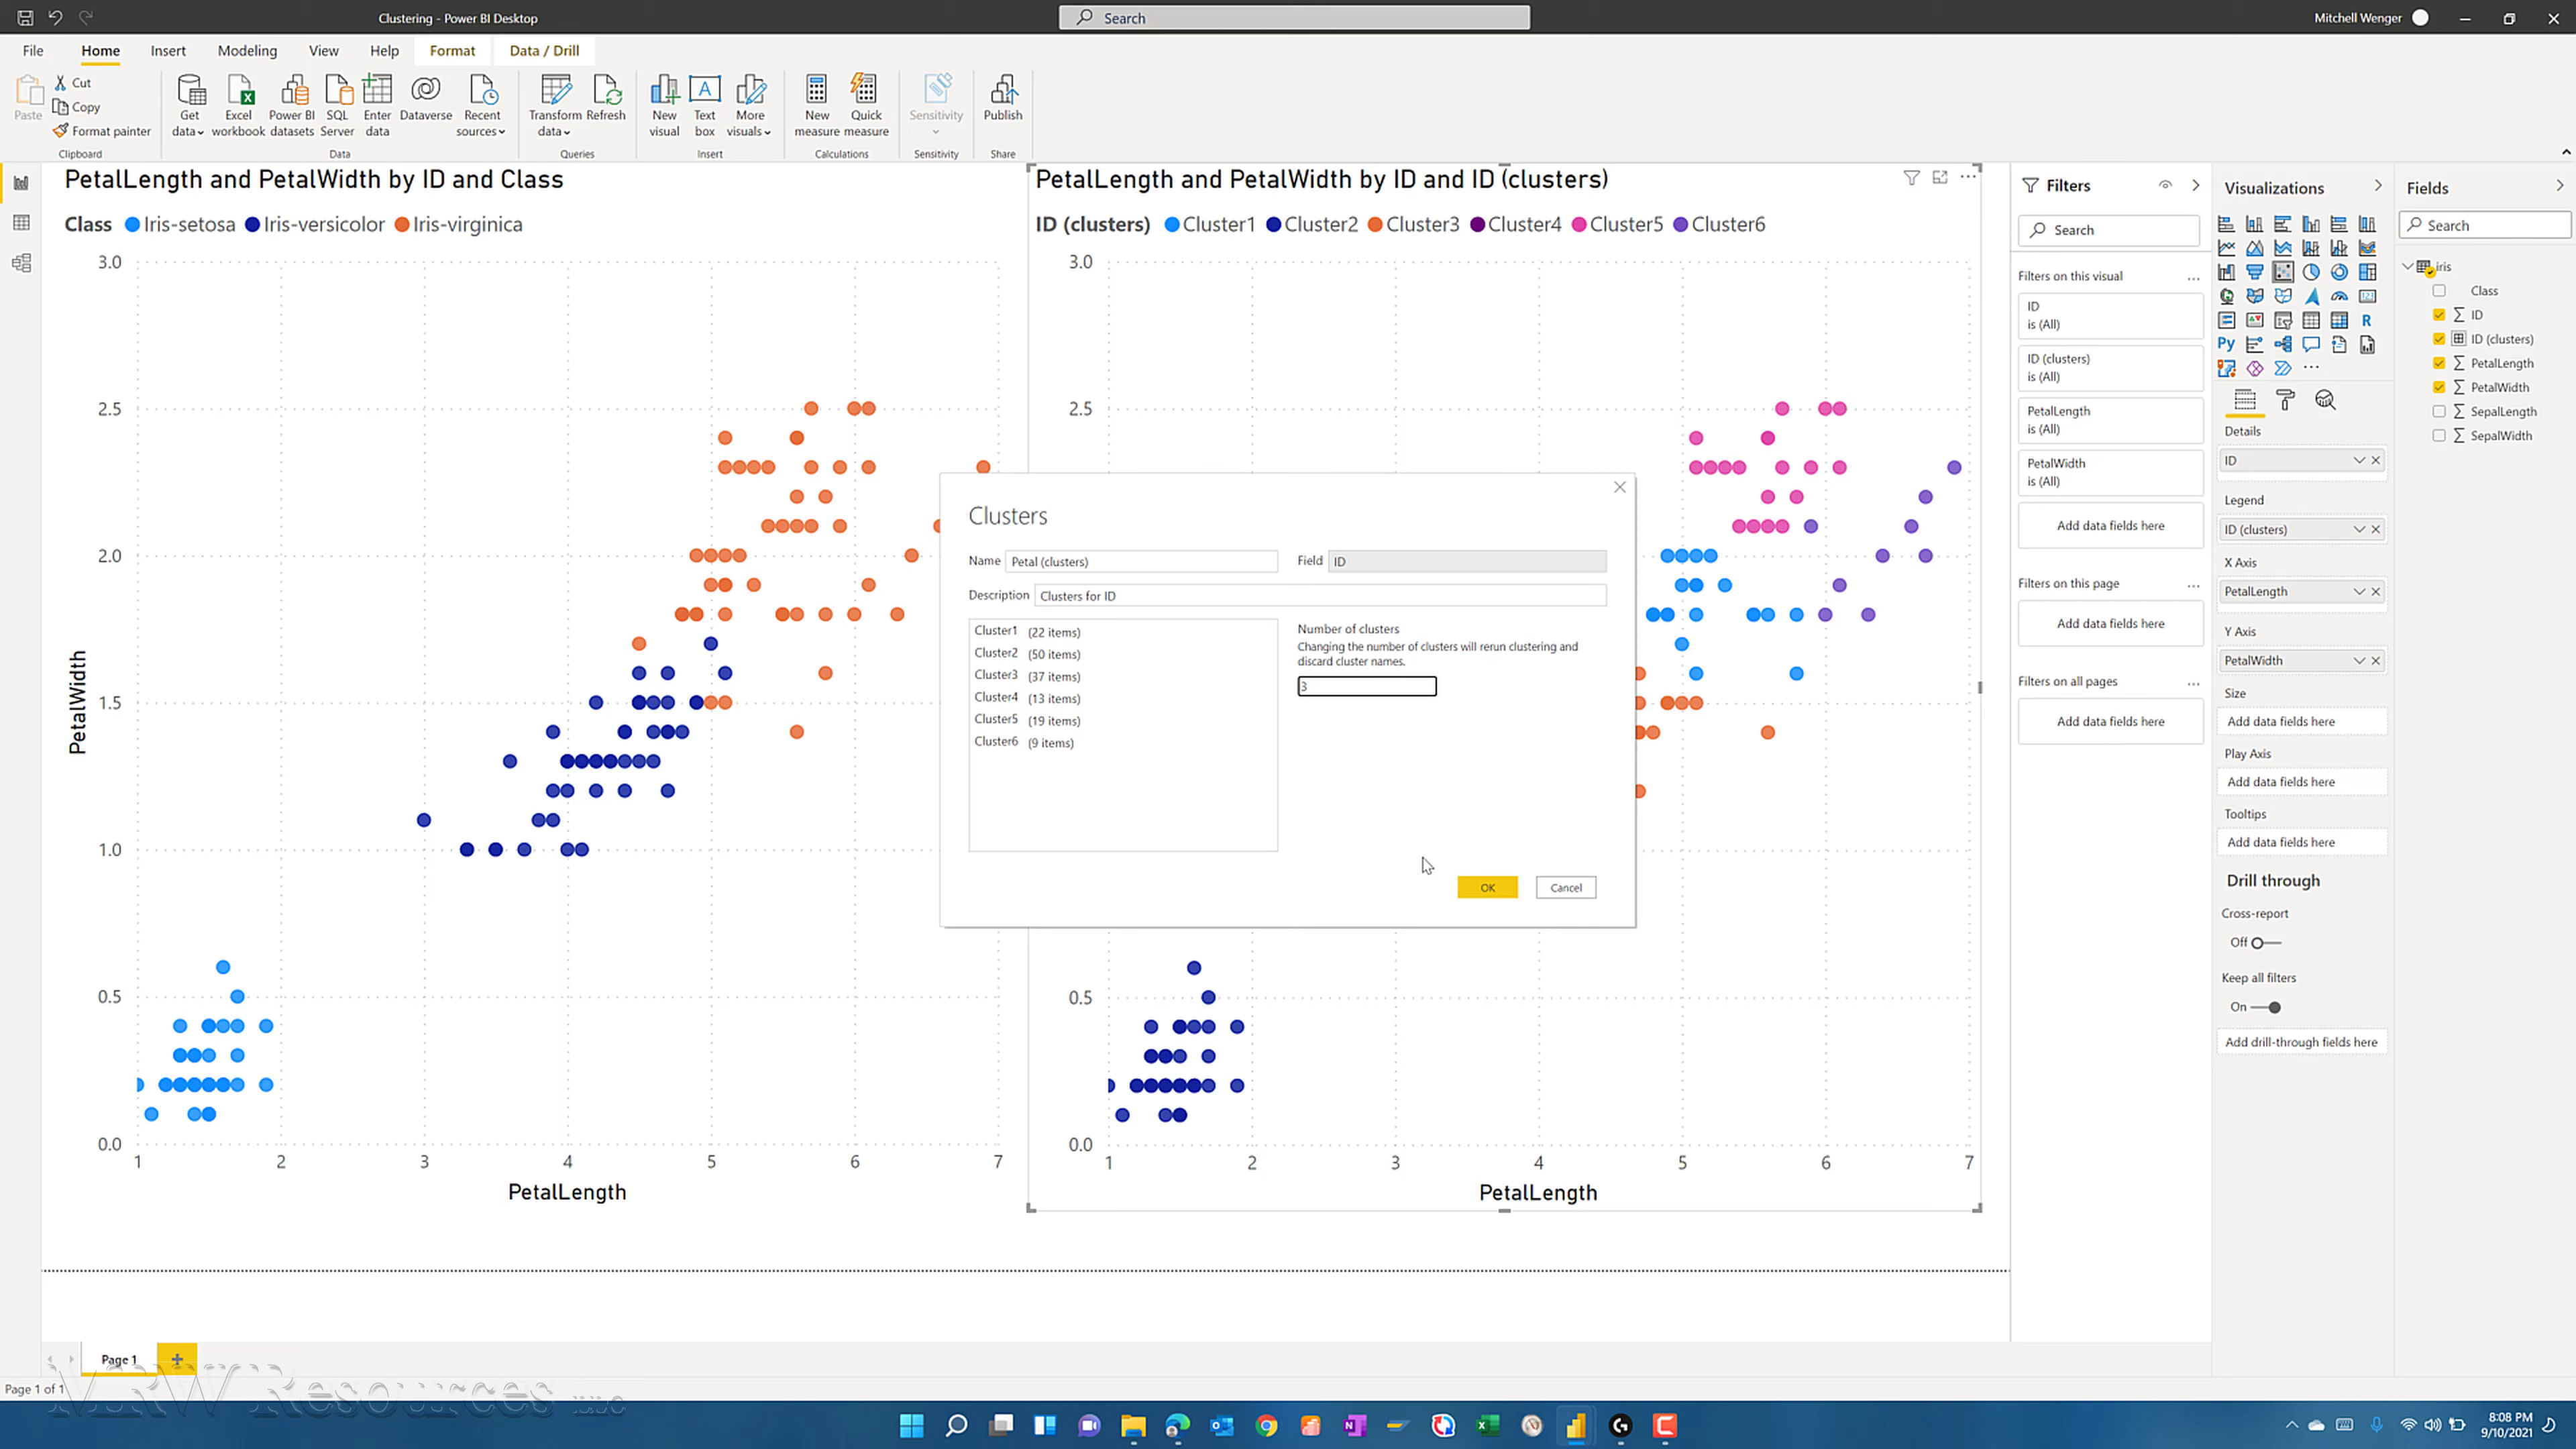 Clustering - Power BI Desktop
Search
Mitchell Wenger
File Home Insert Modeling View Help Format Data / Drill
Paste
Cut
Copy
Format painter
Clipboard
Get data
Excel workbook
Power BI datasets
SQL Server
Enter data
Dataverse
Recent sources
Data
Transform data
Refresh
Queries
New visual
Text box
More visuals
Insert
New measure
Quick measure
Calculations
Sensitivity
Sensitivity
Publish
Share
PetalLength and PetalWidth by ID and Class
Class Iris-setosa Iris-versicolor Iris-virginica
3.0
2.5
2.0
1.5
1.0
0.5
0.0
PetalWidth
1 2 3 4 5 6 7
PetalLength
PetalLength and PetalWidth by ID and ID (clusters)
ID (clusters) Cluster1 Cluster2 Cluster3 Cluster4 Cluster5 Cluster6
3.0
2.5
0.5
0.0
1 2 3 4 5 6 7
PetalLength
Clusters
Name Petal (clusters) Field ID
Description Clusters for ID
Cluster1 (22 items)
Cluster2 (50 items)
Cluster3 (37 items)
Cluster4 (13 items)
Cluster5 (19 items)
Cluster6 (9 items)
Number of clusters
Changing the number of clusters will rerun clustering and
discard cluster names.
3
OK Cancel
Filters
Search
Filters on this visual
ID
is (All)
ID (clusters)
is (All)
PetalLength
is (All)
PetalWidth
is (All)
Add data fields here
Filters on this page
Add data fields here
Filters on all pages
Add data fields here
Visualizations
R
Py
123
Details
ID
Legend
ID (clusters)
X Axis
PetalLength
Y Axis
PetalWidth
Size
Add data fields here
Play Axis
Add data fields here
Tooltips
Add data fields here
Drill through
Cross-report
Off
Keep all filters
On
Add drill-through fields here
Fields
Search
iris
Class
ID
ID (clusters)
PetalLength
PetalWidth
SepalLength
SepalWidth
Page 1
Page 1 of 1
MRW Resources
8:08 PM
9/10/2021